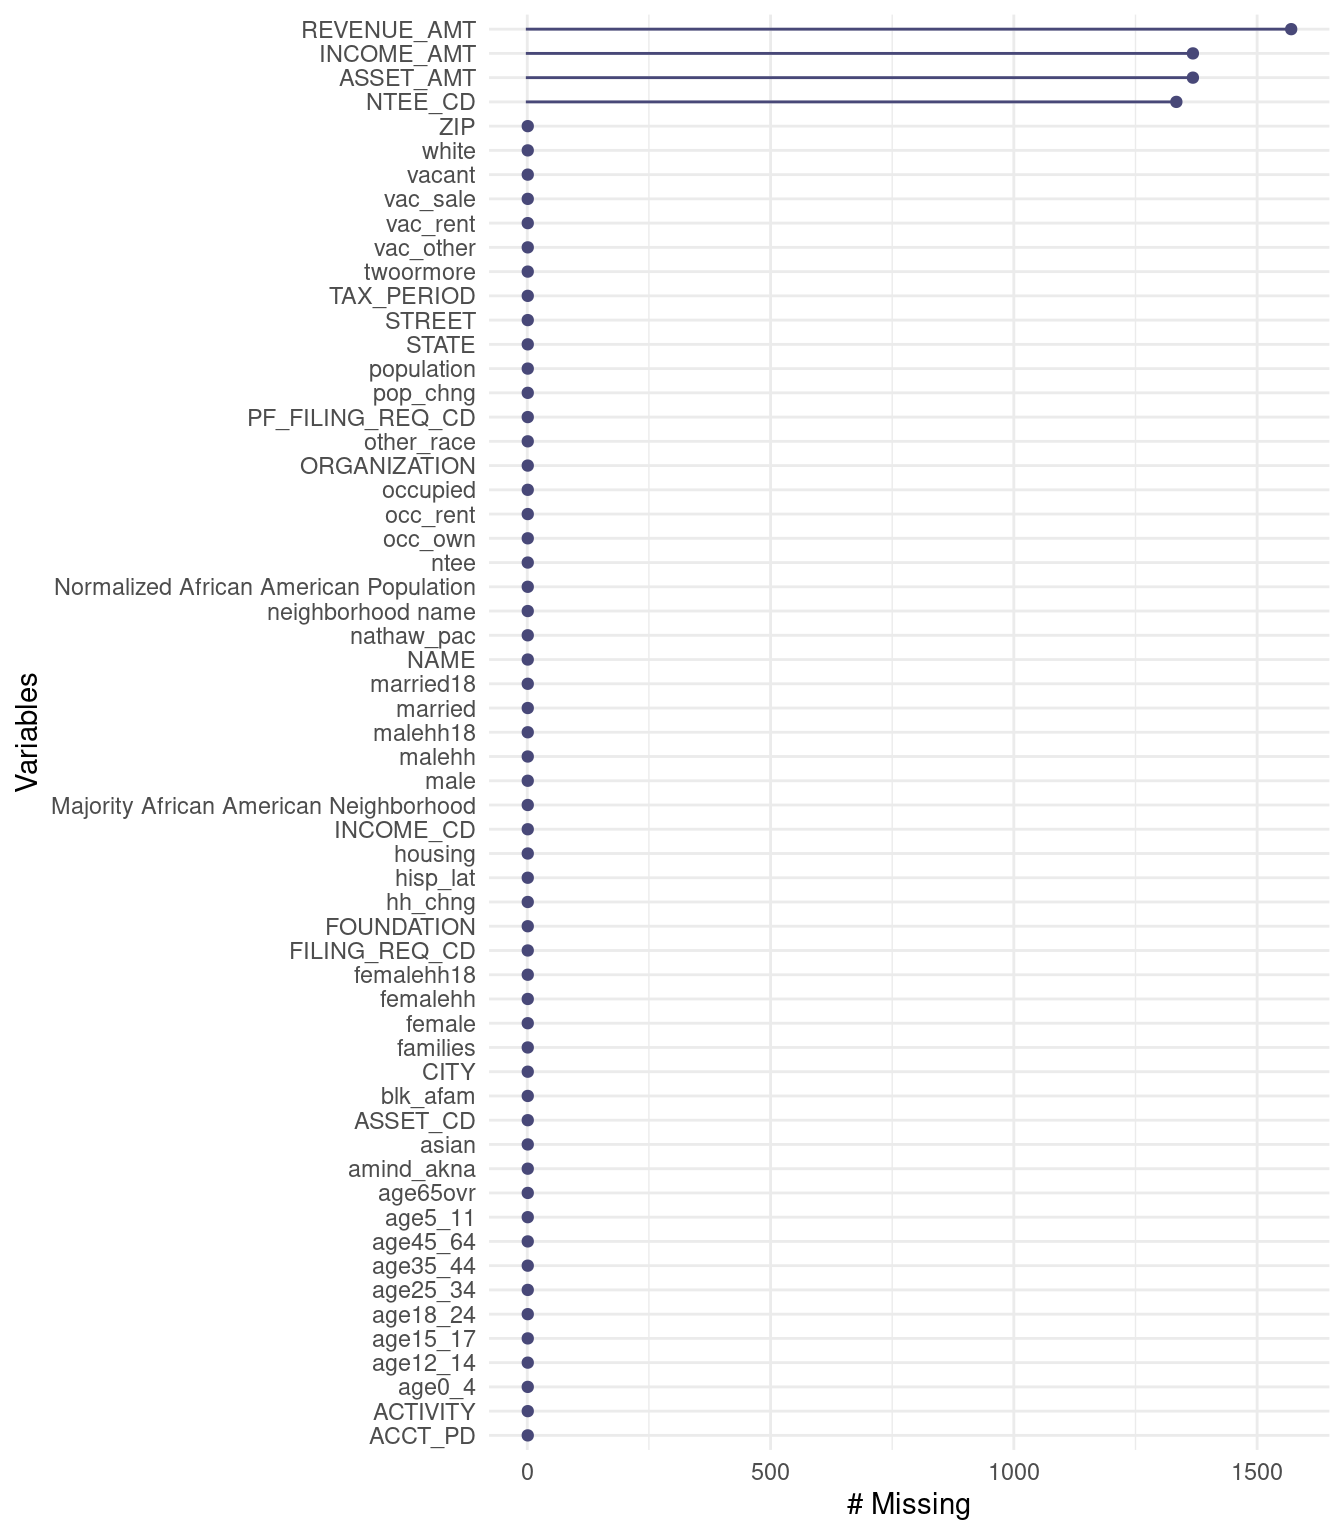 REVENUE_AMT
INCOME_AMT
ASSET_AMT
NTEE_CD
ZIP
white
vacant
vac_sale
vac_rent
vac_other
twoormore
TAX_PERIOD
STREET
STATE
population
pop_chng
PF_FILING_REQ_CD
other_race
ORGANIZATION
occupied
occ_rent
occ_own
ntee
Normalized African American Population
neighborhood name
nathaw_pac
NAME
married18
married
malehh18
malehh
male
Majority African American Neighborhood
INCOME_CD
housing
hisp_lat
hh_chng
FOUNDATION
FILING_REQ_CD
femalehh18
femalehh
female
families
CITY
blk_afam
ASSET_CD
asian
amind_akna
age65ovr
age5_11
age45_64
age35_44
age25_34
age18_24
age15_17
age12_14
age0_4
ACTIVITY
ACCT_PD
Variables
0 500 1000 1500
# Missing